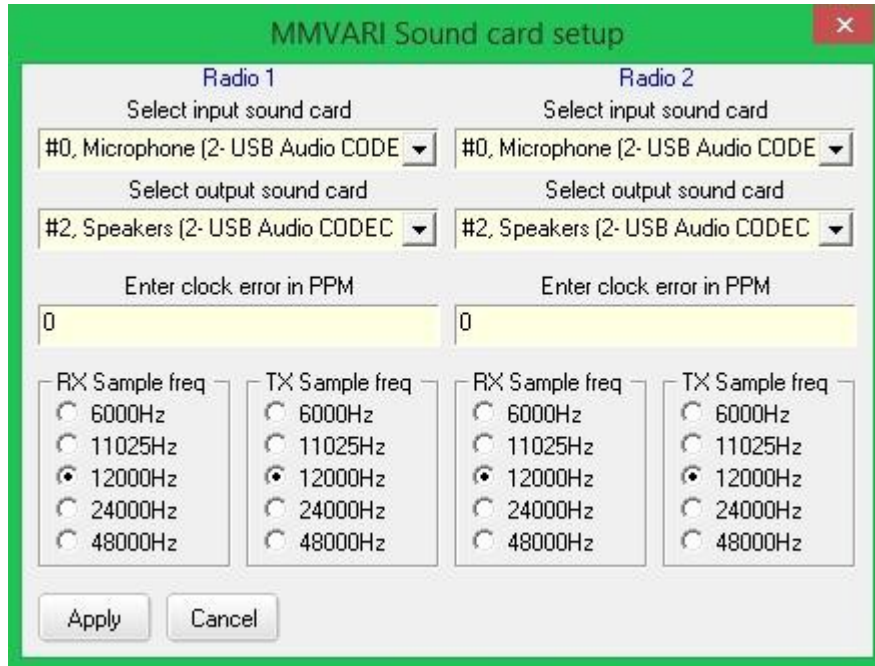 MMVARI Sound card setup
Radio 1
Select input sound card
#0, Microphone (2- USB Audio CODE
Select output sound card
#2, Speakers (2- USB Audio CODEC
Enter clock error in PPM
0
RX Sample freq
6000Hz
11025Hz
12000Hz
24000Hz
48000Hz
TX Sample freq
6000Hz
11025Hz
12000Hz
24000Hz
48000Hz
Radio 2
Select input sound card
#0, Microphone (2- USB Audio CODE
Select output sound card
#2, Speakers (2- USB Audio CODEC
Enter clock error in PPM
0
RX Sample freq
6000Hz
11025Hz
12000Hz
24000Hz
48000Hz
TX Sample freq
6000Hz
11025Hz
12000Hz
24000Hz
48000Hz
Apply
Cancel